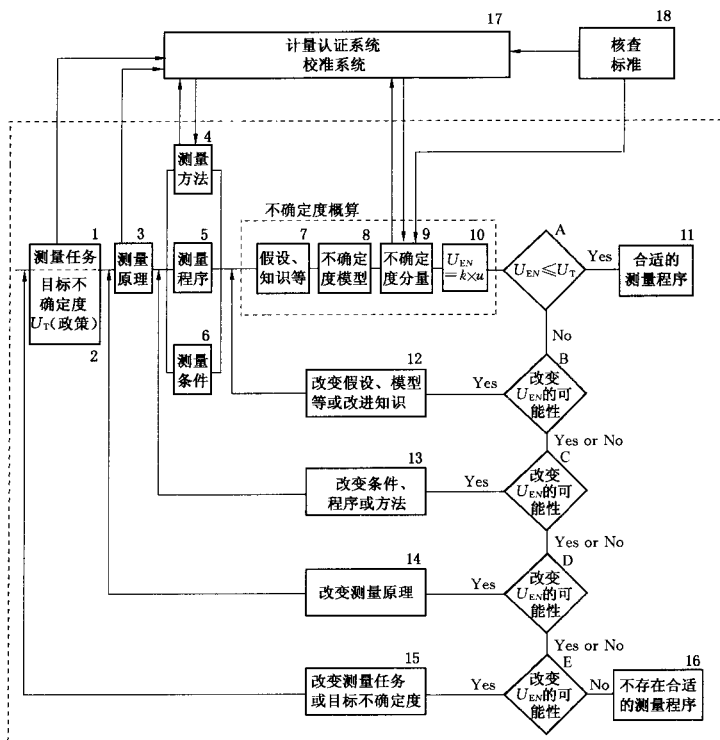 17
计量认证系统
校准系统
18
核查
标准
4
测量
方法
不确定度概算
1
测量任务
目标不
确定度
U_T(政策)
2
3
测量
原理
5
测量
程序
6
测量
条件
7
假设、
知识等
8
不确定
度模型
9
不确定
度分量
10
U_EN
=k×u
A
U_EN≤U_T
Yes
11
合适的
测量程序
No
B
改变
U_EN的可
能性
Yes
12
改变假设、模型
等或改进知识
Yes or No
C
改变
U_EN的可
能性
Yes
13
改变条件、
程序或方法
Yes or No
D
改变
U_EN的可
能性
Yes
14
改变测量原理
Yes or No
E
改变
U_EN的可
能性
Yes
15
改变测量任务
或目标不确定度
No
16
不存在合适
的测量程序